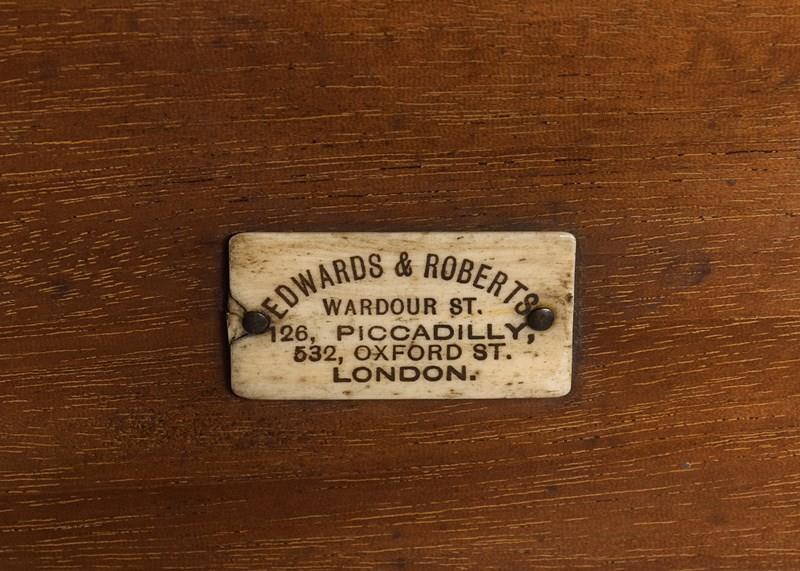 EDWARDS & ROBERTS
WARDOUR ST.
126, PICCADILLY,
532, OXFORD ST.
LONDON.